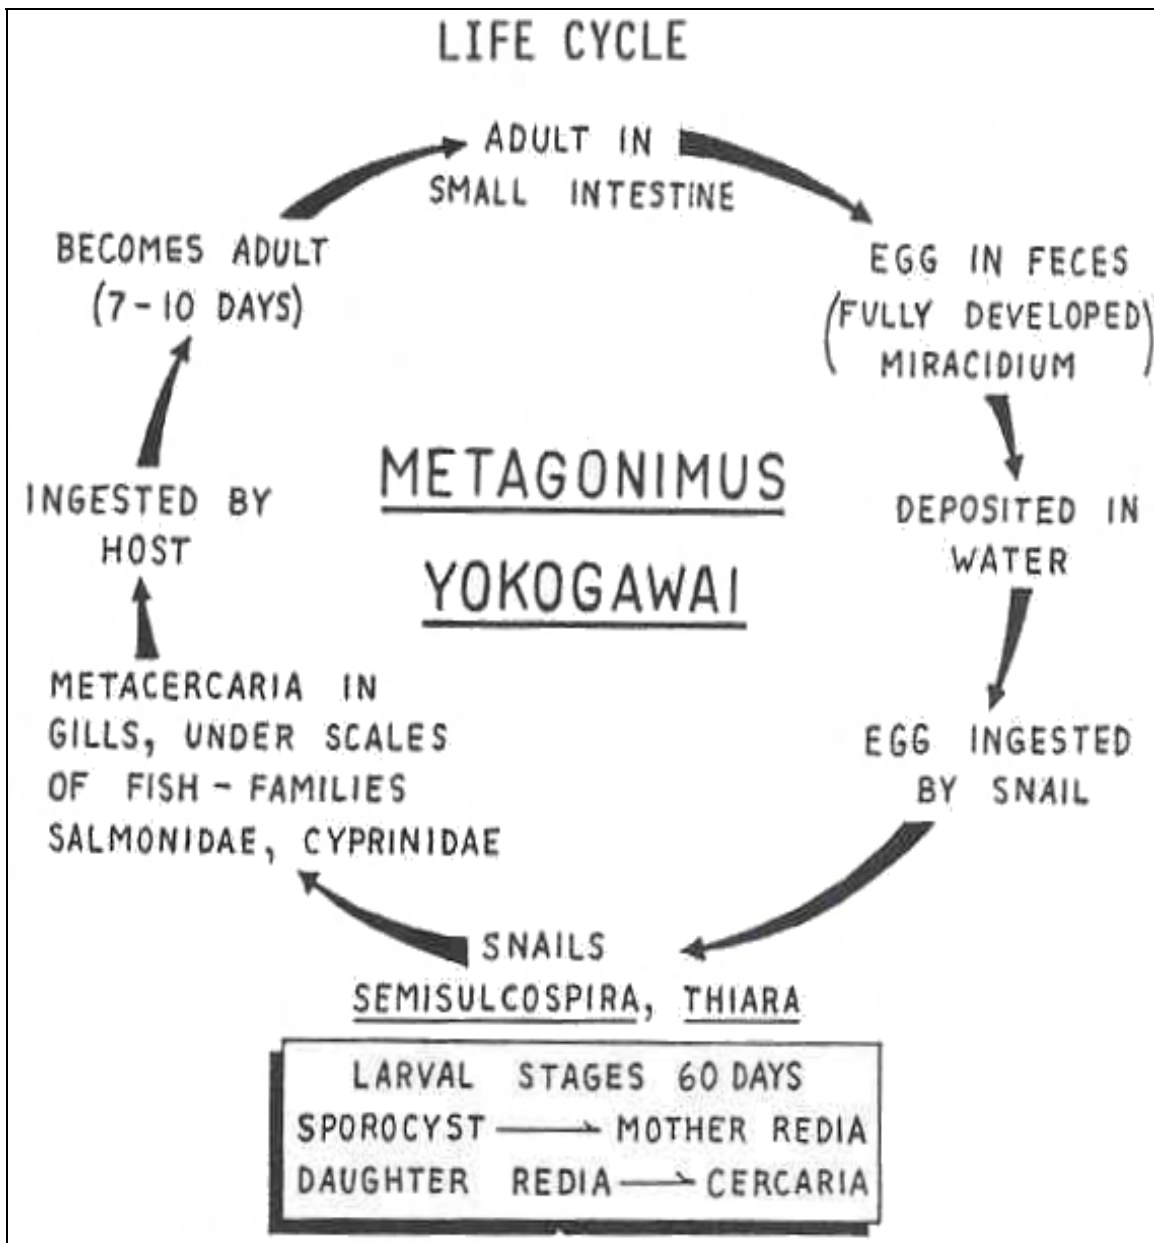 LIFE CYCLE
ADULT IN
SMALL INTESTINE
EGG IN FECES
(FULLY DEVELOPED)
MIRACIDIUM
DEPOSITED IN
WATER
EGG INGESTED
BY SNAIL
SNAILS
SEMISULCOSPIRA, THIARA
LARVAL STAGES 60 DAYS
SPOROCYST → MOTHER REDIA
DAUGHTER REDIA → CERCARIA
METACERCARIA IN
GILLS, UNDER SCALES
OF FISH - FAMILIES
SALMONIDAE, CYPRINIDAE
INGESTED BY
HOST
BECOMES ADULT
(7-10 DAYS)
METAGONIMUS
YOKOGAWAI